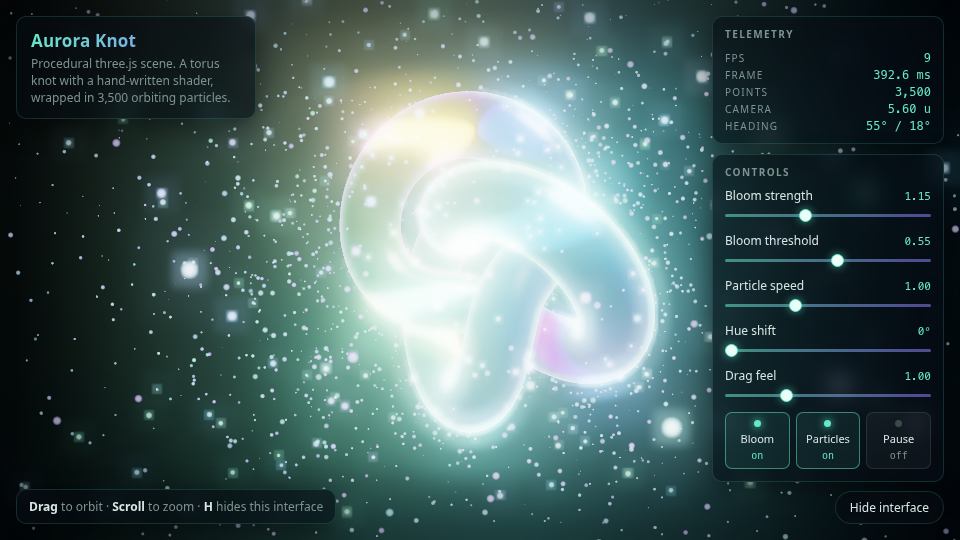 Aurora Knot
Procedural three.js scene. A torus
knot with a hand-written shader,
wrapped in 3,500 orbiting particles.
TELEMETRY
FPS 9
FRAME 392.6 ms
POINTS 3,500
CAMERA 5.60 u
HEADING 55° / 18°
CONTROLS
Bloom strength 1.15
Bloom threshold 0.55
Particle speed 1.00
Hue shift 0°
Drag feel 1.00
Bloom Particles Pause
on on off
Drag to orbit · Scroll to zoom · H hides this interface
Hide interface